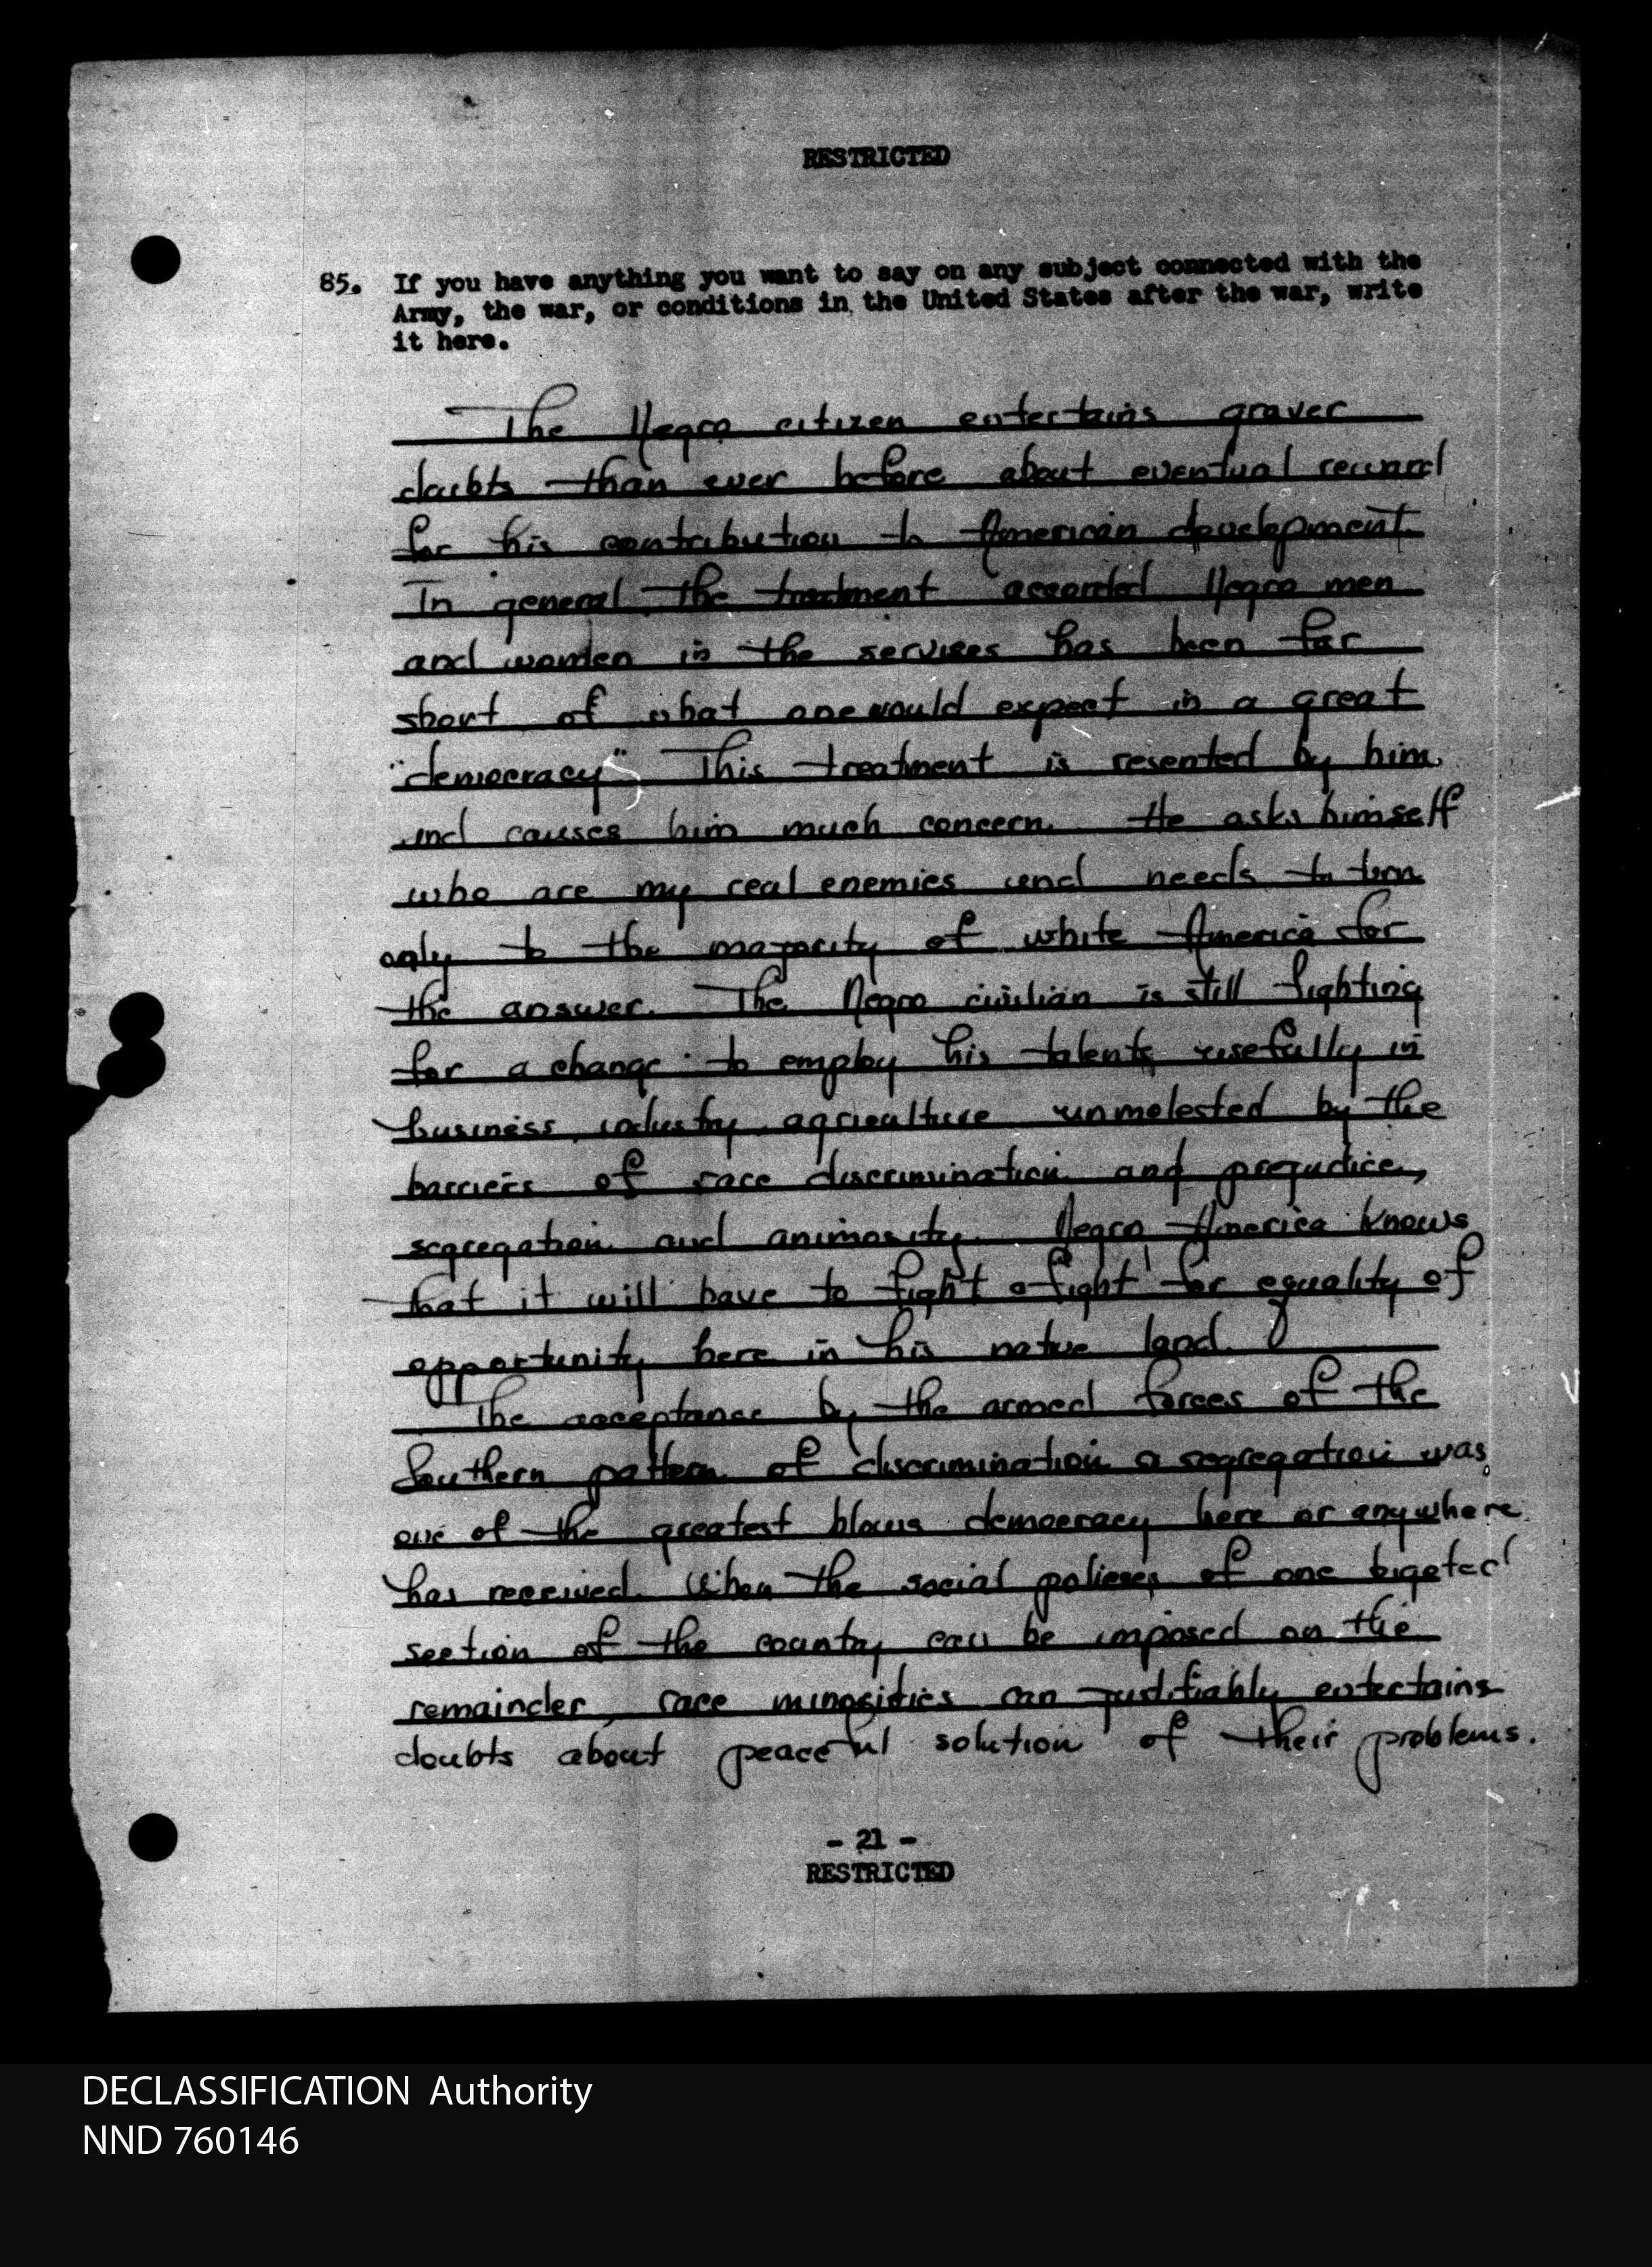 RESTRICTED
85. If you have anything you want to say on any subject connected with the
Army, the war, or conditions in the United States after the war, write
it here.
The Negro citizen entertains graver
doubts than ever before about eventual reward
for his contribution to American development.
In general, the treatment accorded Negro men
and women in the services has been far
short of what one would expect in a great
"democracy". This treatment is resented by him
and causes him much concern. He asks himself
who are my real enemies and needs to turn
only to the majority of white America for
the answer. The Negro civilian is still fighting
for a change to employ his talents usefully in
business, industry, agriculture unmolested by the
barriers of race discrimination and prejudice,
segregation and animosity. Negro America knows
that it will have to fight a fight for equality of
opportunity here in his native land.
The acceptance by the armed forces of the
Southern pattern of discrimination & segregation was
one of the greatest blows democracy here or anywhere
has received. When the social policies of one bigoted
section of the country can be imposed on the
remainder, race minorities can justifiably entertains
doubts about peaceful solution of their problems.
- 21 -
RESTRICTED
DECLASSIFICATION Authority
NND 760146